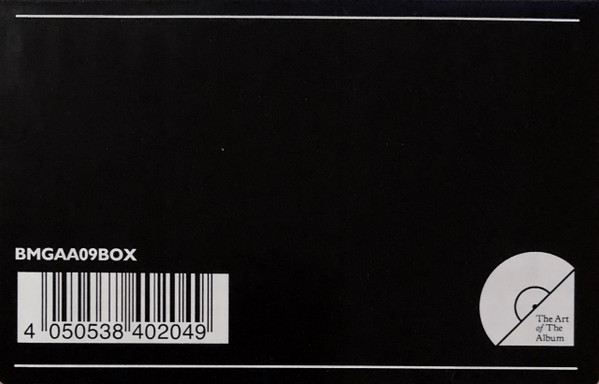 BMGAA09BOX
4 050538 402049
The Art
of The
Album